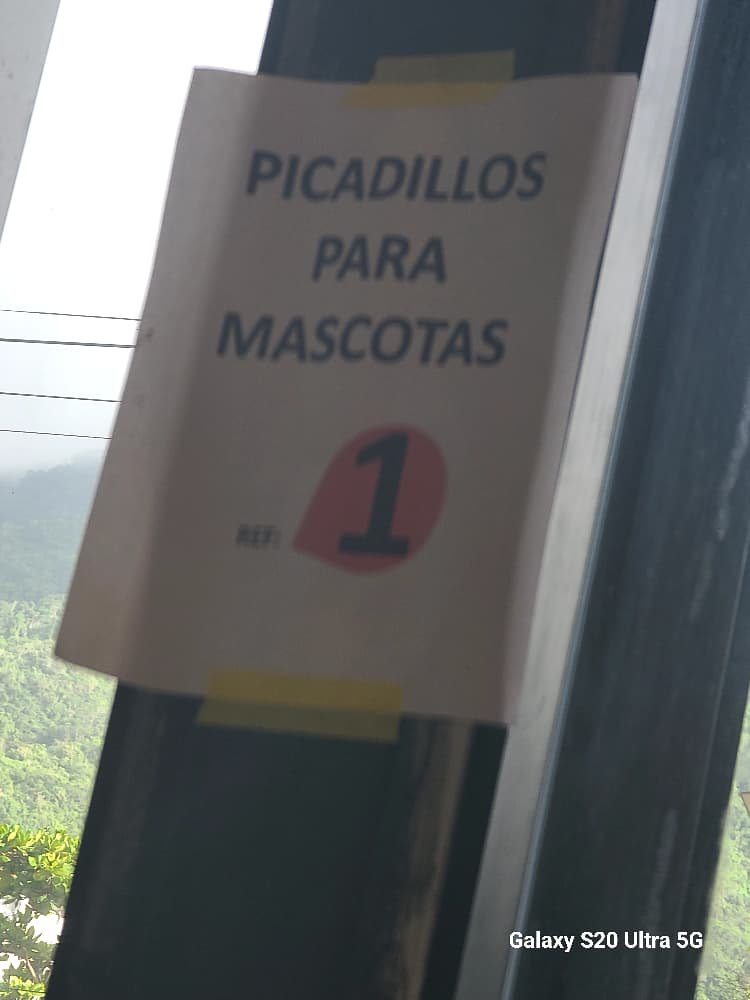 PICADILLOS
PARA
MASCOTAS
REF: 1
Galaxy S20 Ultra 5G